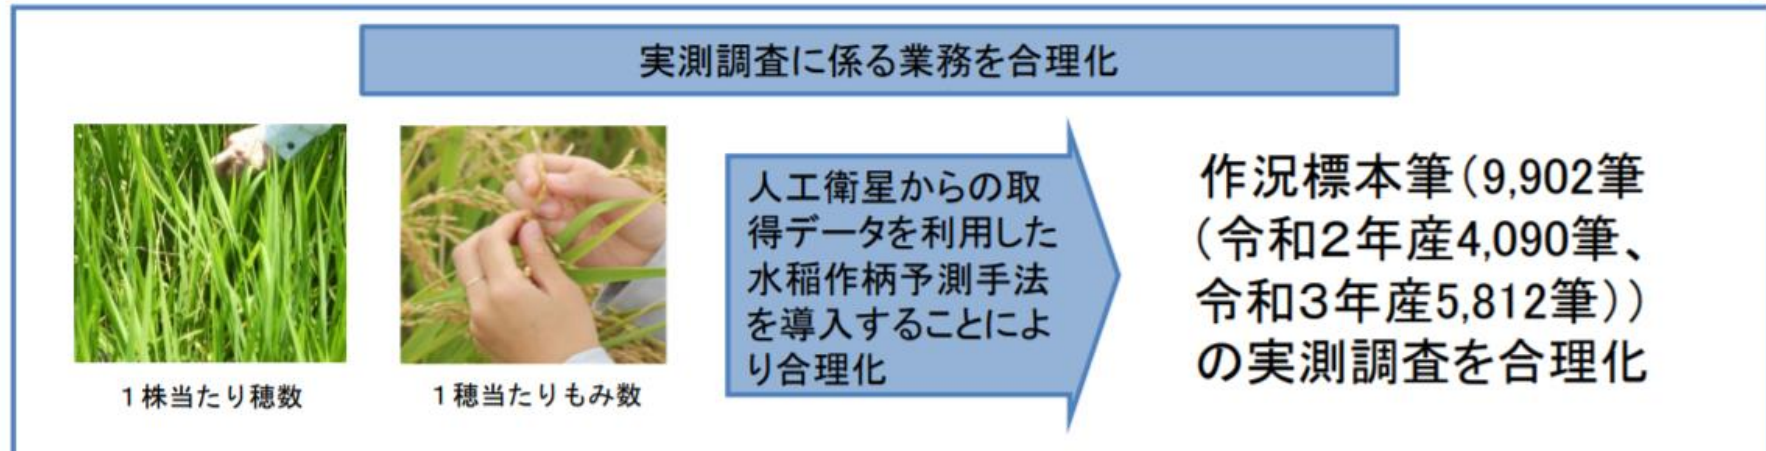 実測調査に係る業務を合理化
１株当たり穂数
１穂当たりもみ数
人工衛星からの取
得データを利用した
水稲作柄予測手法
を導入することによ
り合理化
作況標本筆（9,902筆
（令和２年産4,090筆、
令和３年産5,812筆））
の実測調査を合理化